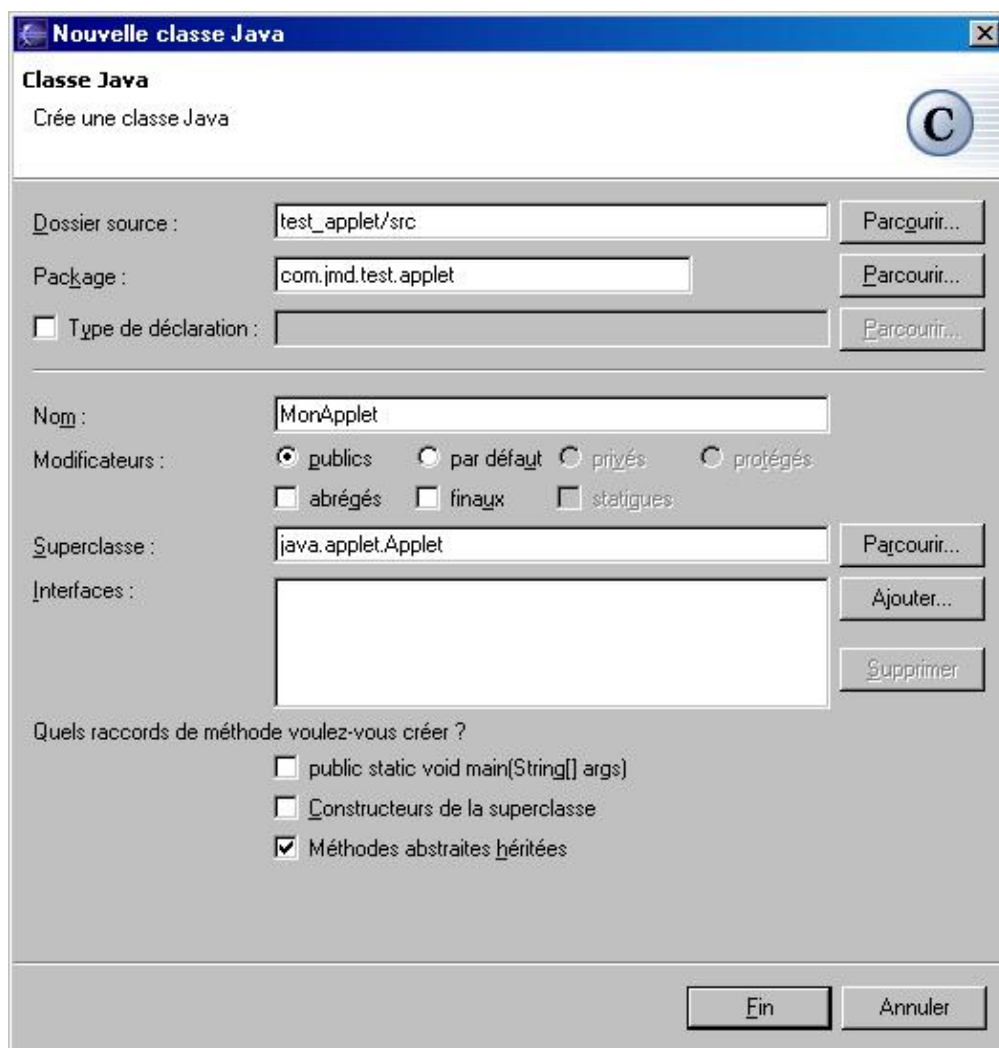 Nouvelle classe Java
Classe Java
Crée une classe Java
C
Dossier source : test_applet/src Parcourir...
Package : com.jmd.test.applet Parcourir...
Type de déclaration : Parcourir...
Nom : MonApplet
Modificateurs : publics par défaut privés protégés
abrégés finaux statigues
Superclasse : java.applet.Applet Parcourir...
Interfaces : Ajouter...
Supprimer
Quels raccords de méthode voulez-vous créer ?
public static void main(String[] args)
Constructeurs de la superclasse
Méthodes abstraites héritées
Fin Annuler